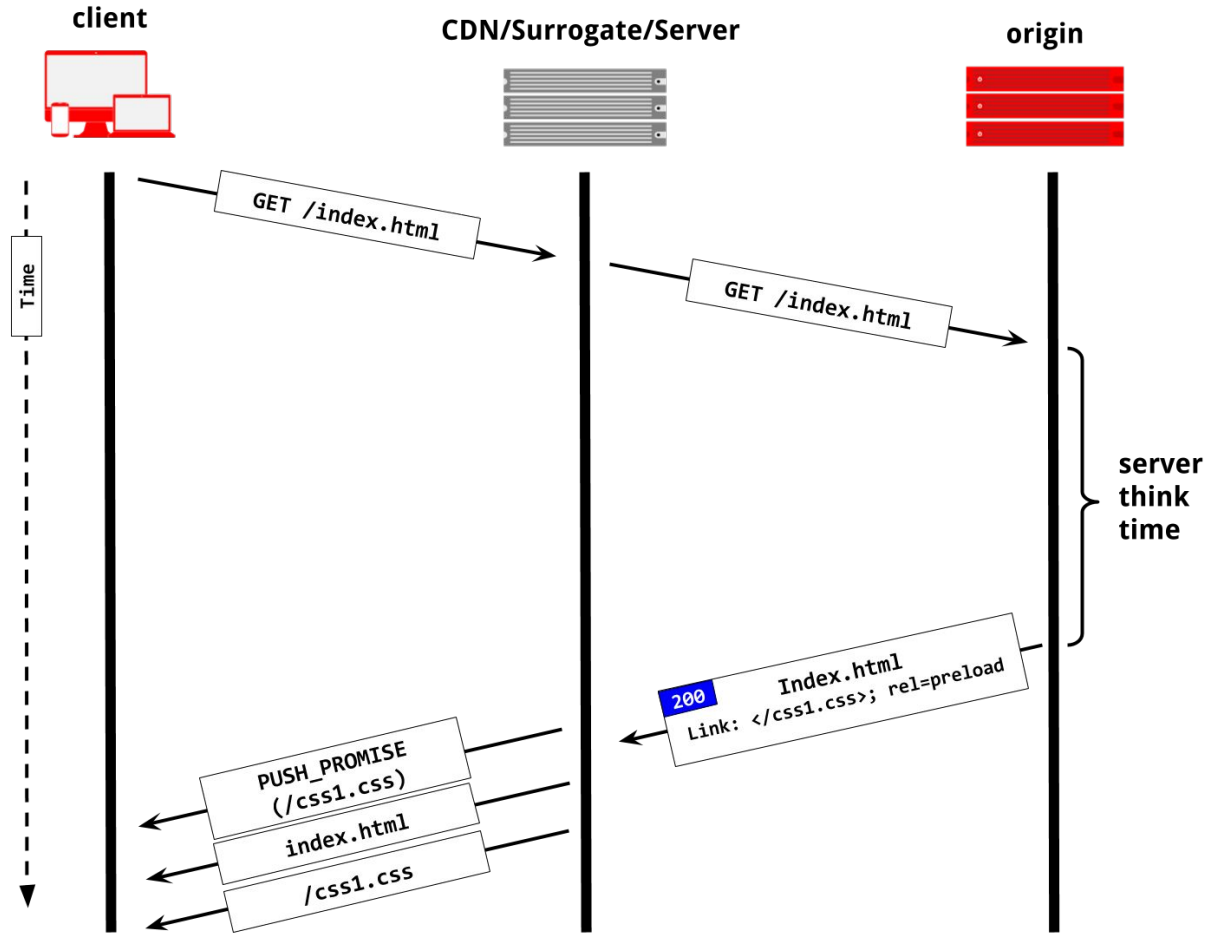 client
CDN/Surrogate/Server
origin
GET /index.html
GET /index.html
Time
server
think
time
200
Index.html
Link: </css1.css>; rel=preload
PUSH_PROMISE
(/css1.css)
index.html
/css1.css